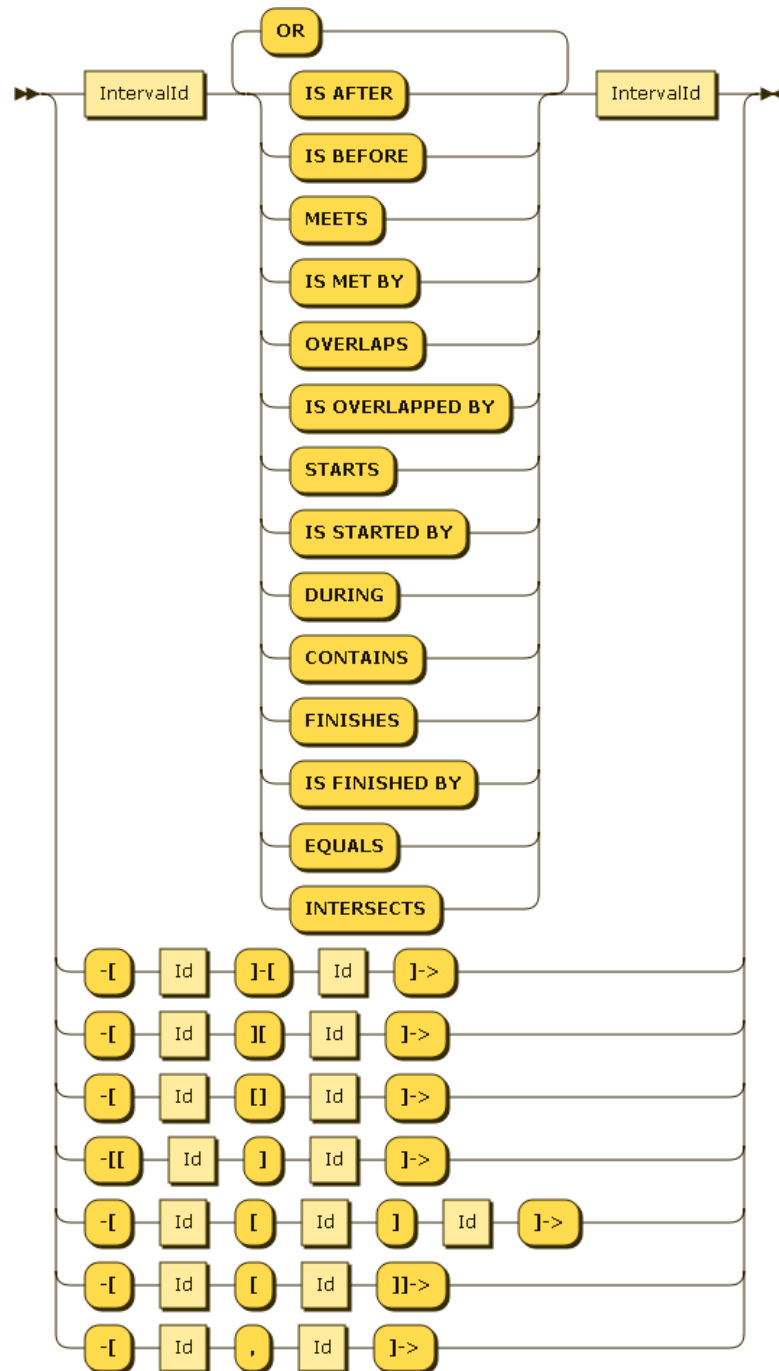 OR
IntervalId IS AFTER IntervalId
IS BEFORE
MEETS
IS MET BY
OVERLAPS
IS OVERLAPPED BY
STARTS
IS STARTED BY
DURING
CONTAINS
FINISHES
IS FINISHED BY
EQUALS
INTERSECTS
-[ Id ]-[ Id ]->
-[ Id ][ Id ]->
-[ Id [] Id ]->
-[[ Id ] Id ]->
-[ Id [ Id ] Id ]->
-[ Id [ Id ]]->
-[ Id , Id ]->